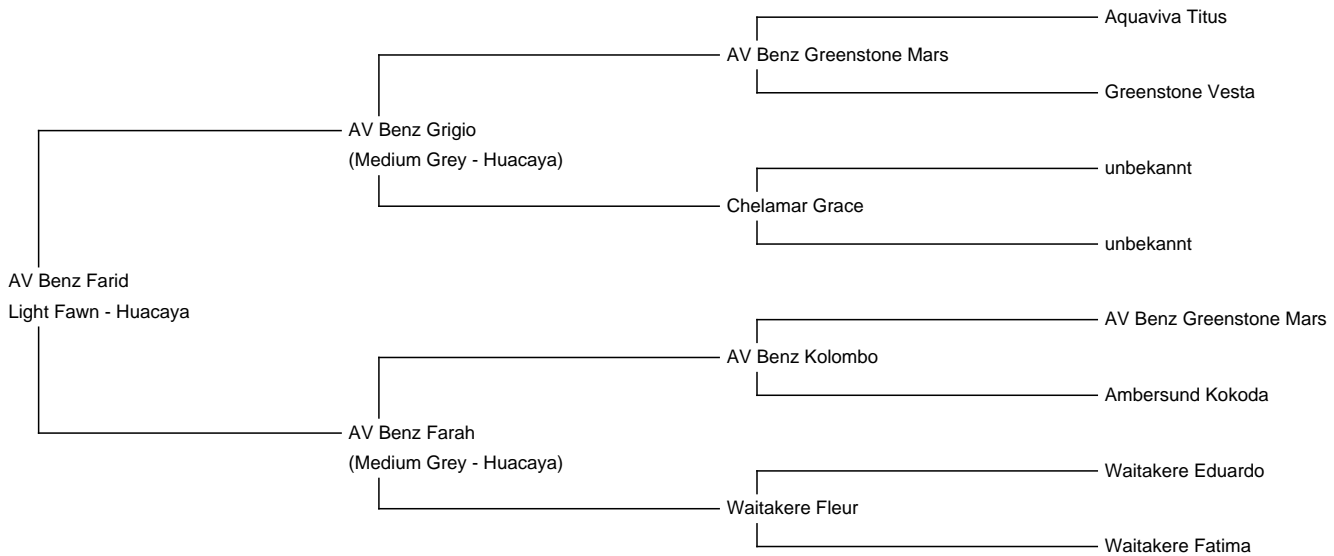 Aquaviva Titus
AV Benz Greenstone Mars
Greenstone Vesta
AV Benz Grigio
(Medium Grey - Huacaya)
unbekannt
Chelamar Grace
unbekannt
AV Benz Farid
Light Fawn - Huacaya
AV Benz Greenstone Mars
AV Benz Kolombo
Ambersund Kokoda
AV Benz Farah
(Medium Grey - Huacaya)
Waitakere Eduardo
Waitakere Fleur
Waitakere Fatima